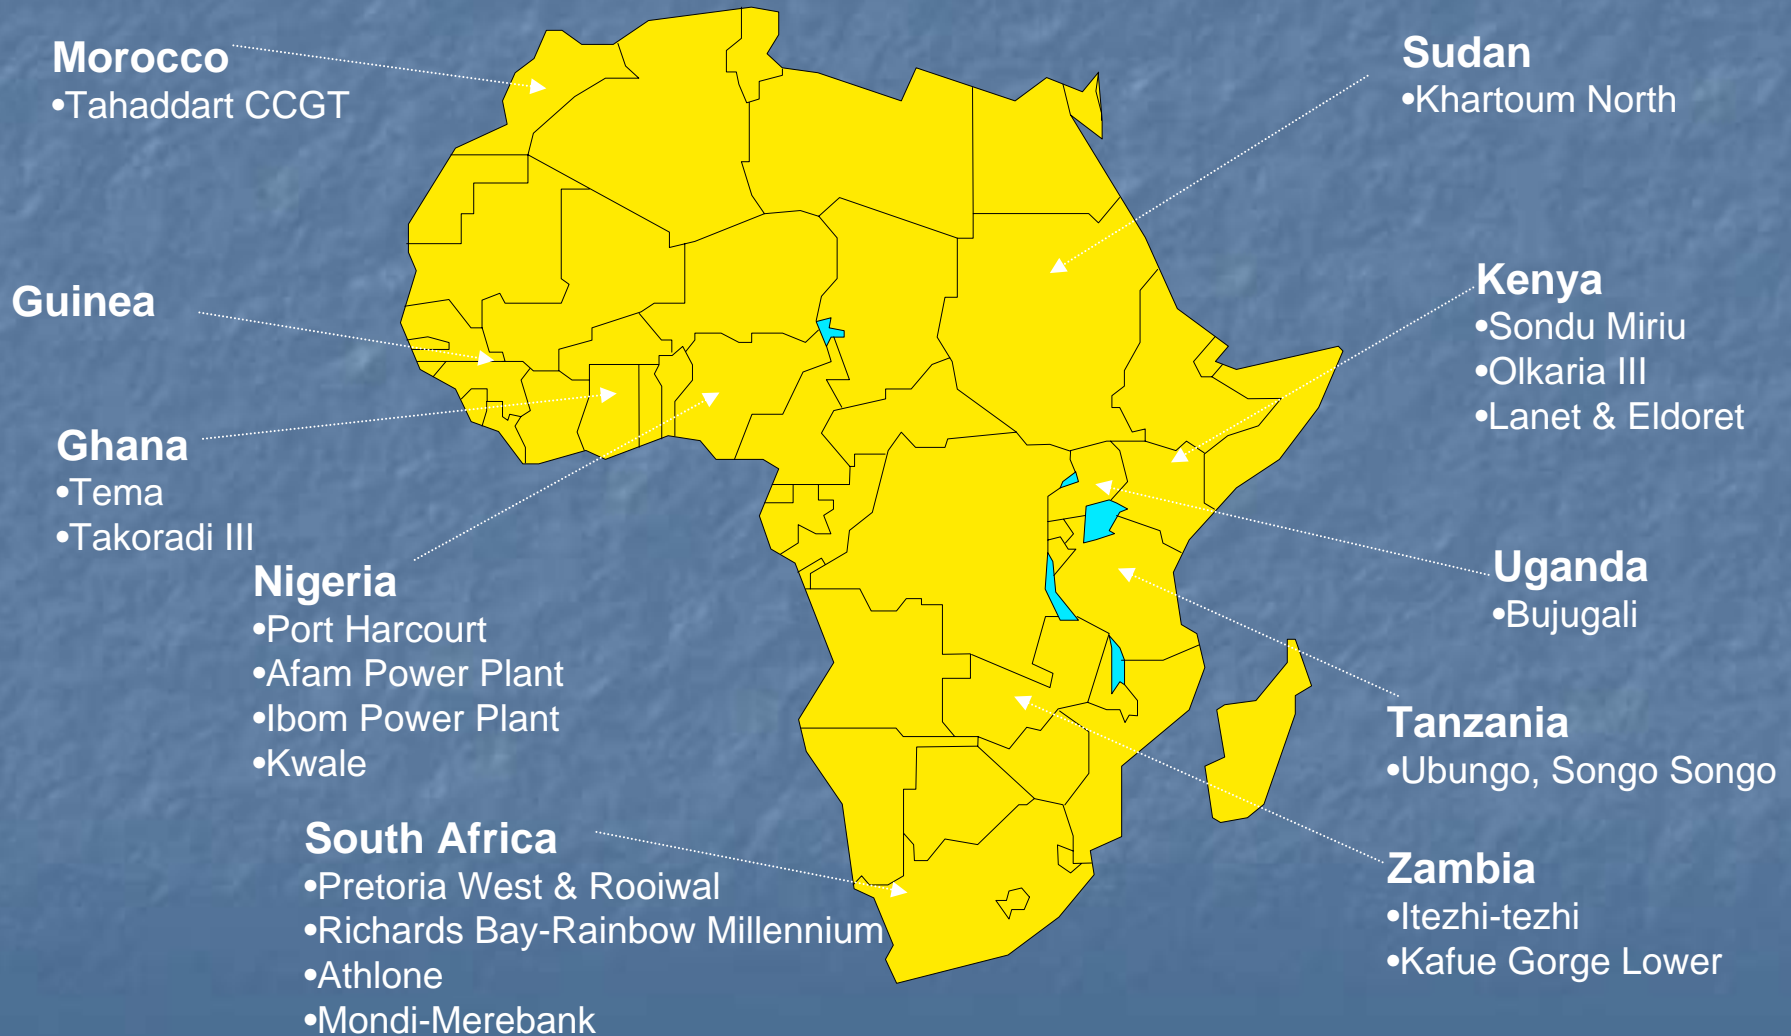 Morocco
•Tahaddart CCGT
Guinea
Ghana
•Tema
•Takoradi III
Nigeria
•Port Harcourt
•Afam Power Plant
•Ibom Power Plant
•Kwale
South Africa
•Pretoria West & Rooiwal
•Richards Bay-Rainbow Millennium
•Athlone
•Mondi-Merebank
Sudan
•Khartoum North
Kenya
•Sondu Miriu
•Olkaria III
•Lanet & Eldoret
Uganda
•Bujugali
Tanzania
•Ubungo, Songo Songo
Zambia
•Itezhi-tezhi
•Kafue Gorge Lower